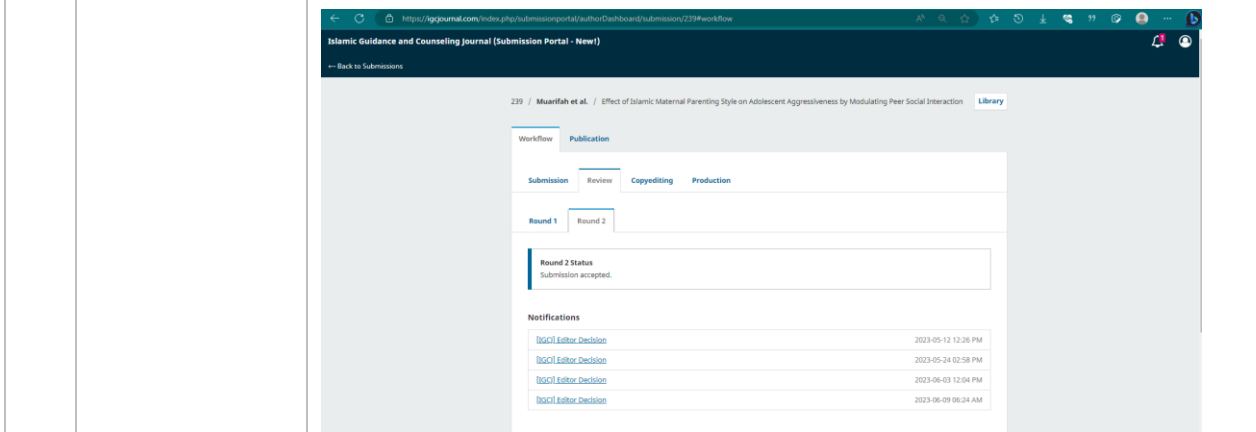 https://igcjournal.com/index.php/submissionportal/authorDashboard/submission/239#workflow
Islamic Guidance and Counseling Journal (Submission Portal - New!)
← Back to Submissions
239 / Muarifah et al. / Effect of Islamic Maternal Parenting Style on Adolescent Aggressiveness by Modulating Peer Social Interaction Library
Workflow Publication
Submission Review Copyediting Production
Round 1 Round 2
Round 2 Status
Submission accepted.
Notifications
[IGCJ] Editor Decision 2023-05-12 12:26 PM
[IGCJ] Editor Decision 2023-05-24 02:58 PM
[IGCJ] Editor Decision 2023-06-03 12:04 PM
[IGCJ] Editor Decision 2023-06-09 06:24 AM